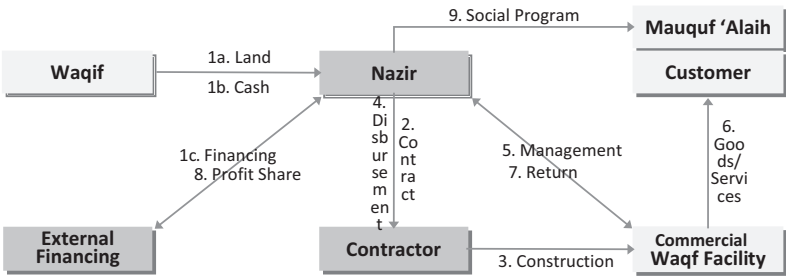 9. Social Program
Mauquf ‘Alaih
Waqif
1a. Land
1b. Cash
Nazir
Customer
4.
Di
sb
ur
se
m
en
t
2.
Co
nt
ra
ct
1c. Financing
8. Profit Share
5. Management
7. Return
6.
Goo
ds/
Servi
ces
External
Financing
Contractor
3. Construction
Commercial
Waqf Facility